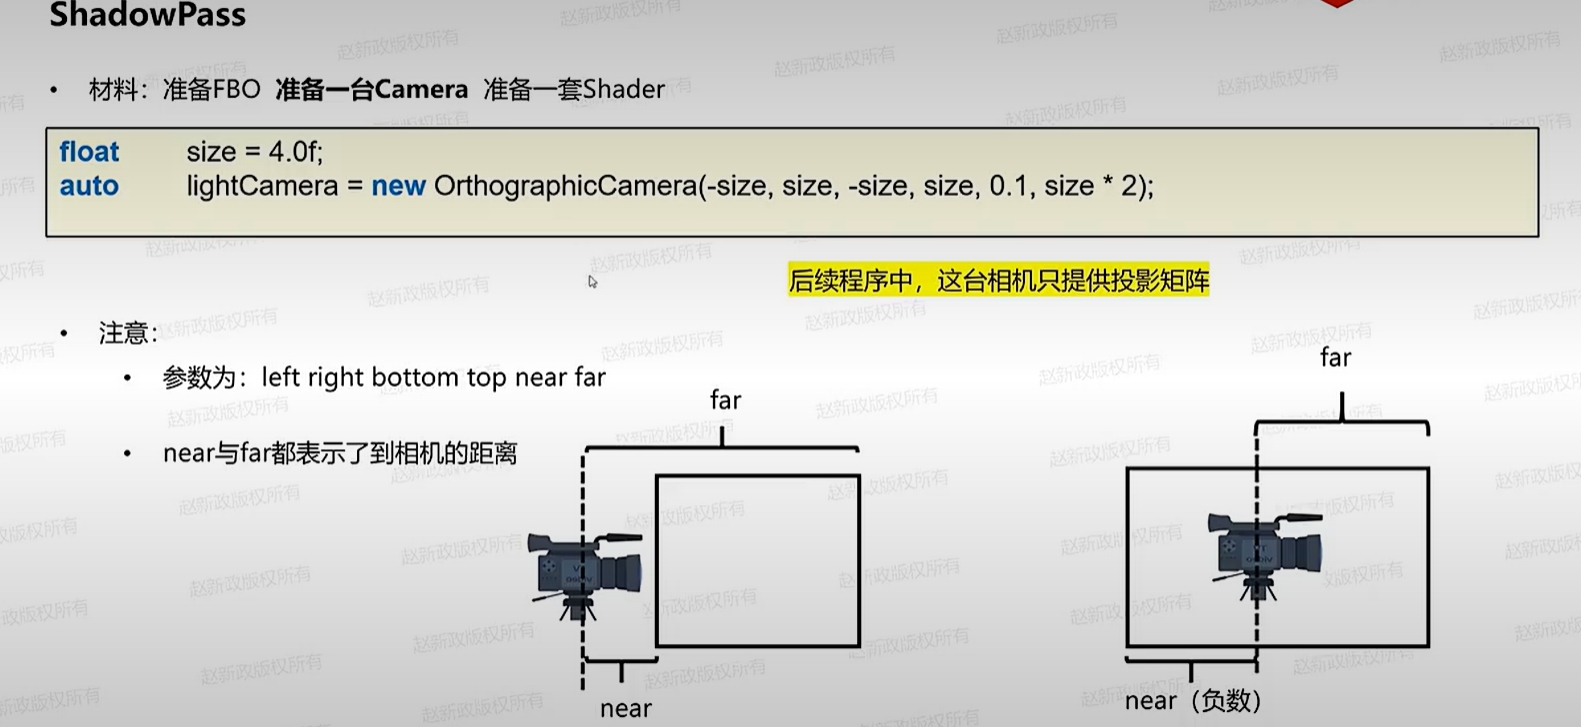 ShadowPass
• 材料：准备FBO 准备一台Camera 准备一套Shader
float size = 4.0f;
auto lightCamera = new OrthographicCamera(-size, size, -size, size, 0.1, size * 2);
后续程序中，这台相机只提供投影矩阵
• 注意：
• 参数为：left right bottom top near far
• near与far都表示了到相机的距离
far
near
far
near（负数）
赵新政版权所有